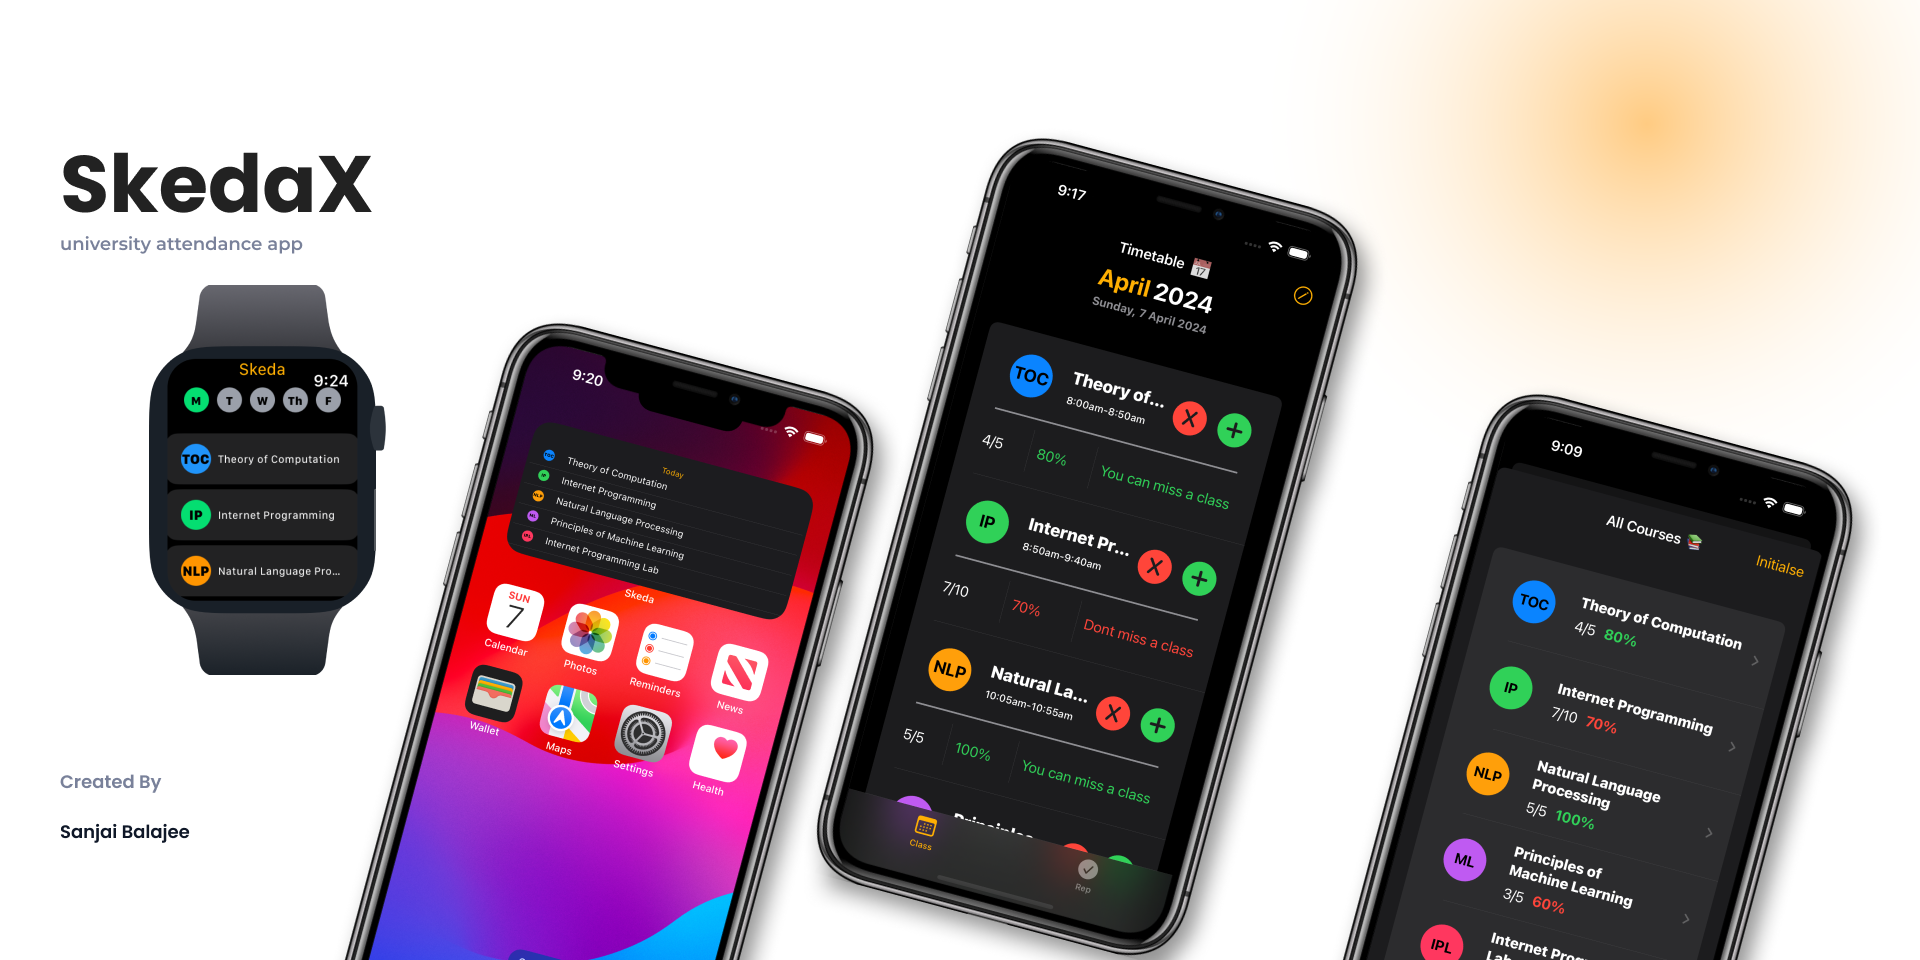 SkedaX
university attendance app
Skeda
9:24
M T W Th F
TOC Theory of Computation
IP Internet Programming
NLP Natural Language Pro...
Created By
Sanjai Balajee
9:20
Today
TOC Theory of Computation
IP Internet Programming
NLP Natural Language Processing
ML Principles of Machine Learning
IPL Internet Programming Lab
Skeda
SUN
7
Calendar
Photos
Reminders
News
Wallet
Maps
Settings
Health
9:17
Timetable
17
April 2024
Sunday, 7 April 2024
TOC
Theory of...
8:00am-8:50am
4/5
80%
You can miss a class
IP
Internet Pr...
8:50am-9:40am
7/10
70%
Dont miss a class
NLP
Natural La...
10:05am-10:55am
5/5
100%
You can miss a class
Principles
Class
Rep
9:09
All Courses
Initialse
TOC
Theory of Computation
4/5 80%
IP
Internet Programming
7/10 70%
NLP
Natural Language
Processing
5/5 100%
ML
Principles of
Machine Learning
3/5 60%
IPL